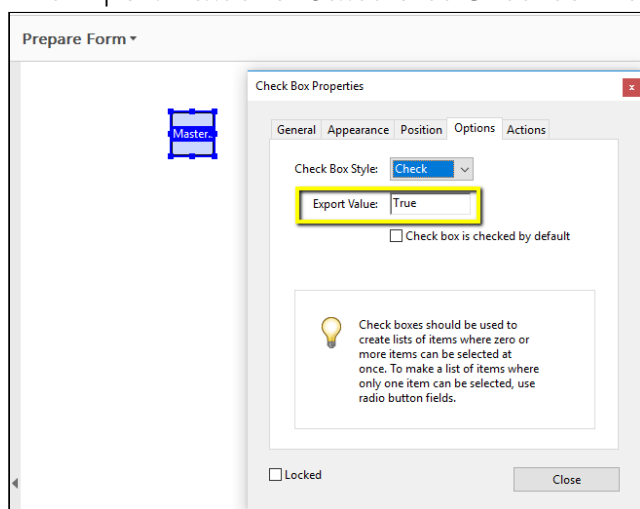 Prepare Form
Check Box Properties
x
Master
General Appearance Position Options Actions
Check Box Style: Check
Export Value: True
Check box is checked by default
Check boxes should be used to
create lists of items where zero or
more items can be selected at
once. To make a list of items where
only one item can be selected, use
radio button fields.
Locked
Close